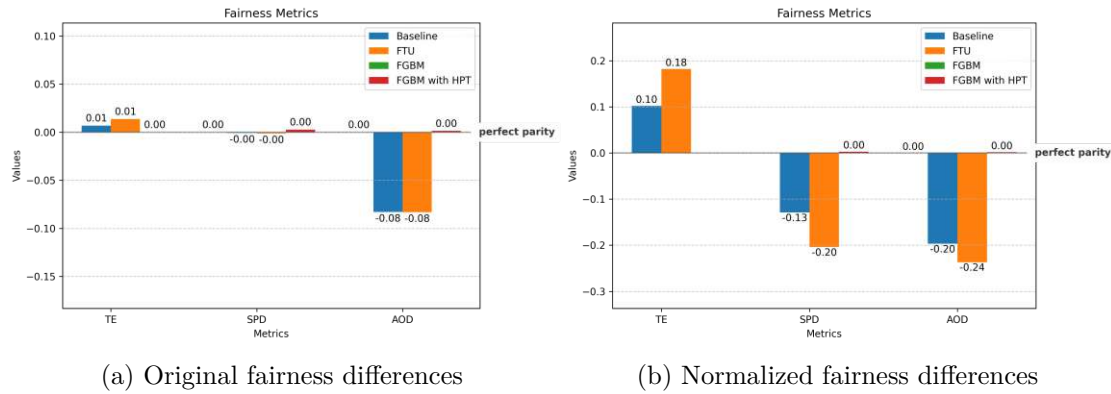 Fairness Metrics
0.10
0.05
0.00
−0.05
−0.10
−0.15
Values
Baseline
FTU
FGBM
FGBM with HPT
0.01
0.01
0.00
0.00
-0.00
-0.00
0.00
0.00
-0.08
-0.08
0.00
perfect parity
TE
SPD
AOD
Metrics
(a) Original fairness differences
Fairness Metrics
0.2
0.1
0.0
−0.1
−0.2
−0.3
Values
Baseline
FTU
FGBM
FGBM with HPT
0.10
0.18
-0.13
-0.20
0.00
0.00
-0.20
-0.24
0.00
perfect parity
TE
SPD
AOD
Metrics
(b) Normalized fairness differences